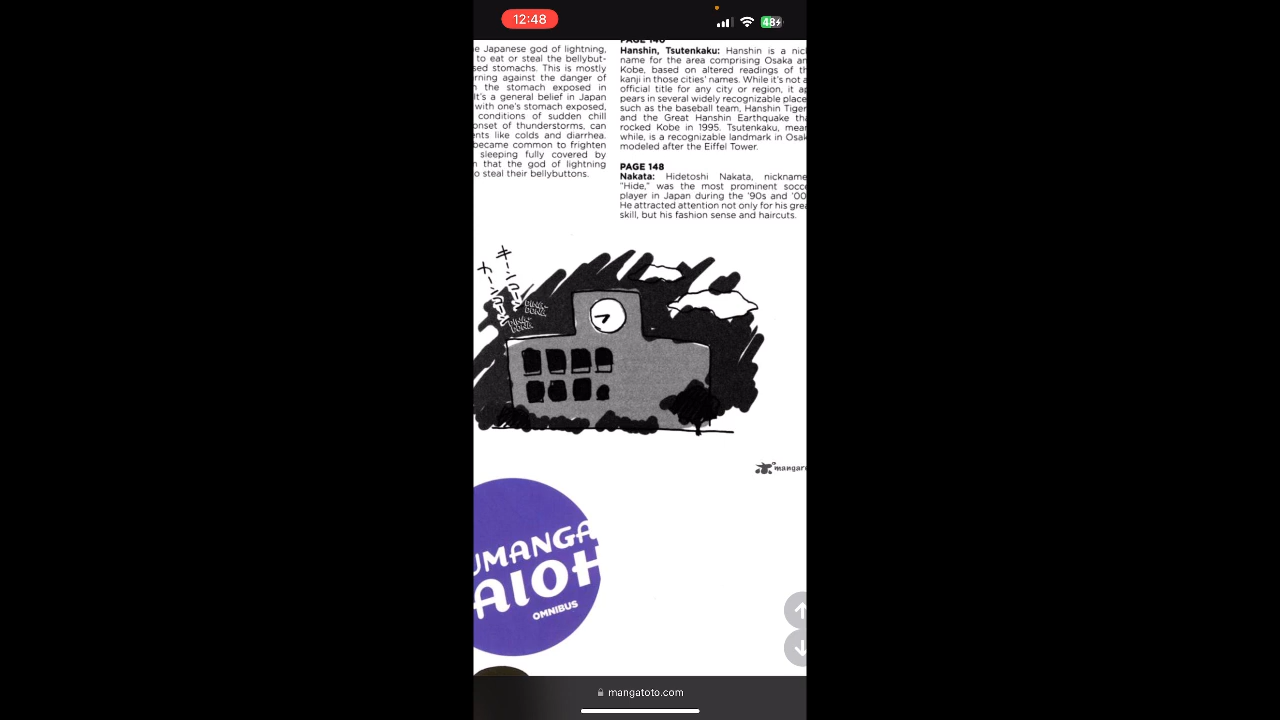 12:48
48
e Japanese god of lightning,
to eat or steal the bellybut-
sed stomachs. This is mostly
rning against the danger of
the stomach exposed in
It's a general belief in Japan
with one's stomach exposed,
conditions of sudden chill
onset of thunderstorms, can
ents like colds and diarrhea.
became common to frighten
sleeping fully covered by
n that the god of lightning
o steal their bellybuttons.
PAGE 140
Hanshin, Tsutenkaku: Hanshin is a nick
name for the area comprising Osaka an
Kobe, based on altered readings of th
kanji in those cities' names. While it's not a
official title for any city or region, it ap
pears in several widely recognizable place
such as the baseball team, Hanshin Tiger
and the Great Hanshin Earthquake tha
rocked Kobe in 1995. Tsutenkaku, mean
while, is a recognizable landmark in Osak
modeled after the Eiffel Tower.
PAGE 148
Nakata: Hidetoshi Nakata, nickname
"Hide," was the most prominent socce
player in Japan during the '90s and '00
He attracted attention not only for his grea
skill, but his fashion sense and haircuts.
キーンコーン
カーンコーン
DING-
DONG
DING-
DONG
mangar
UMANGA
AIOH
OMNIBUS
mangatoto.com